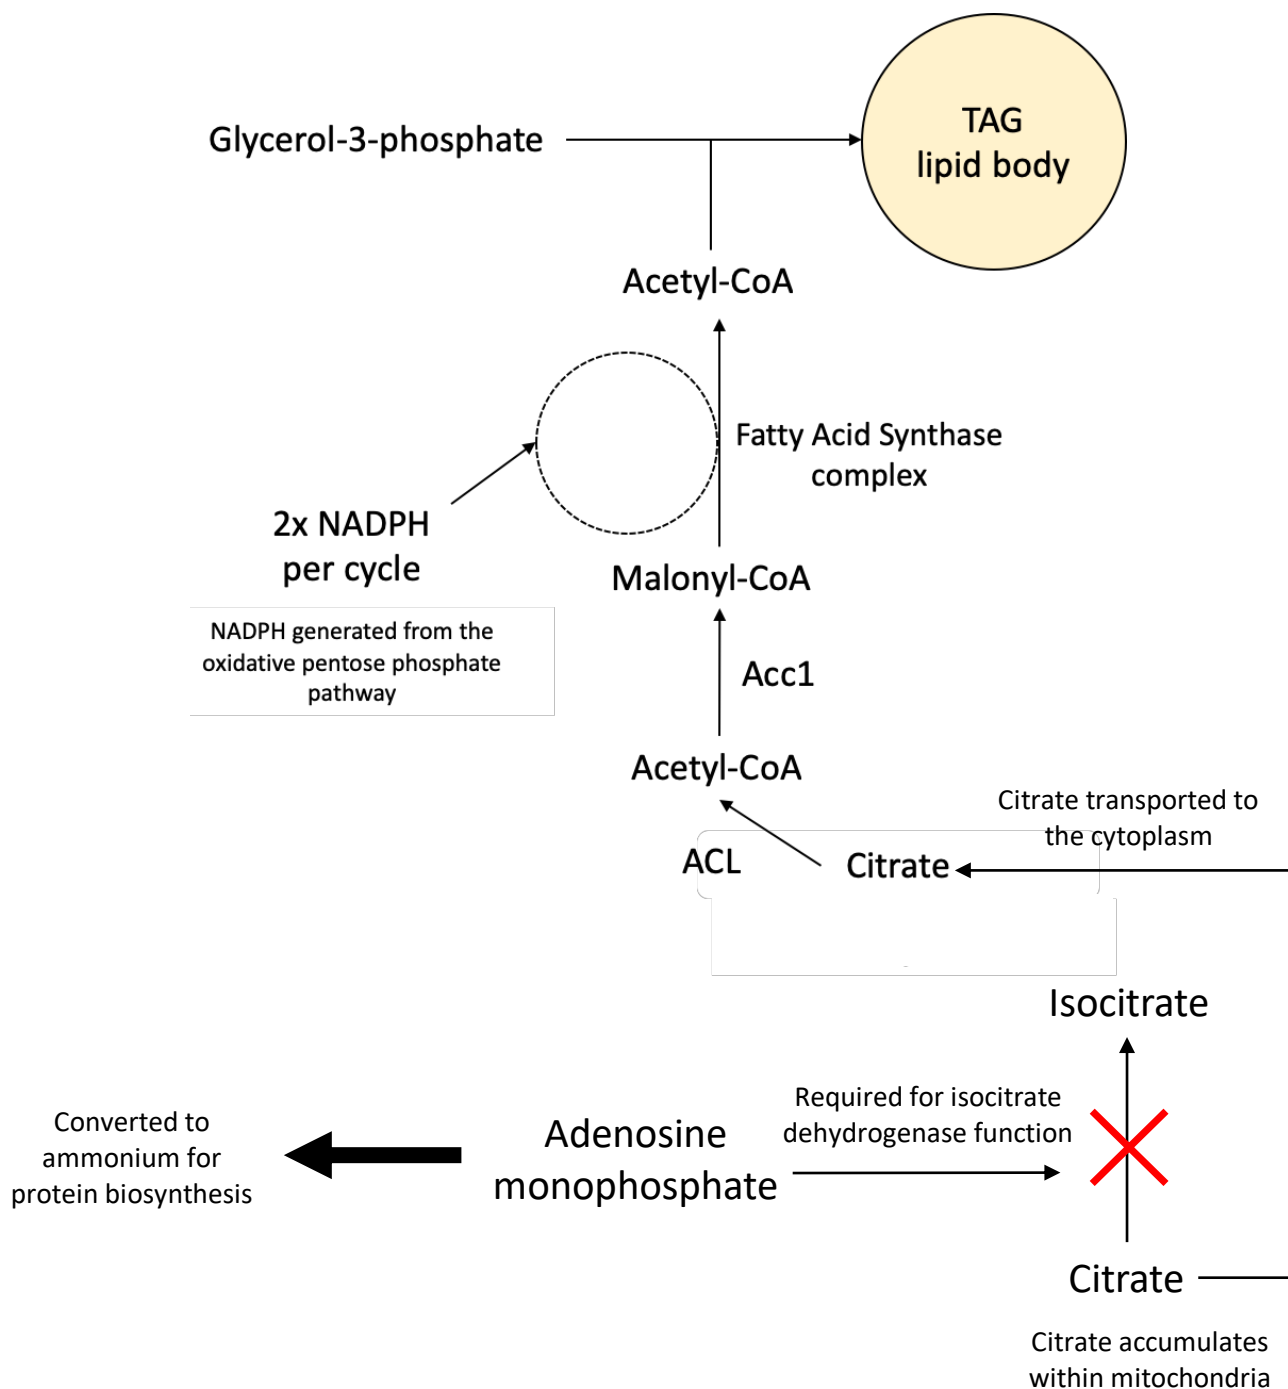 TAG
lipid body
Glycerol-3-phosphate
Acetyl-CoA
Fatty Acid Synthase
complex
2x NADPH
per cycle
Malonyl-CoA
NADPH generated from the
oxidative pentose phosphate
pathway
Acc1
Acetyl-CoA
Citrate transported to
the cytoplasm
ACL
Citrate
Isocitrate
Required for isocitrate
dehydrogenase function
Converted to
ammonium for
protein biosynthesis
Adenosine
monophosphate
Citrate
Citrate accumulates
within mitochondria